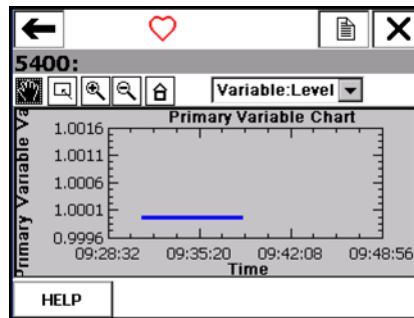 5400:
Variable:Level
Primary Variable Chart
Primary Variable Va
1.0016
1.0011
1.0006
1.0001
0.9996
09:28:32 09:35:20 09:42:08 09:48:56
Time
HELP